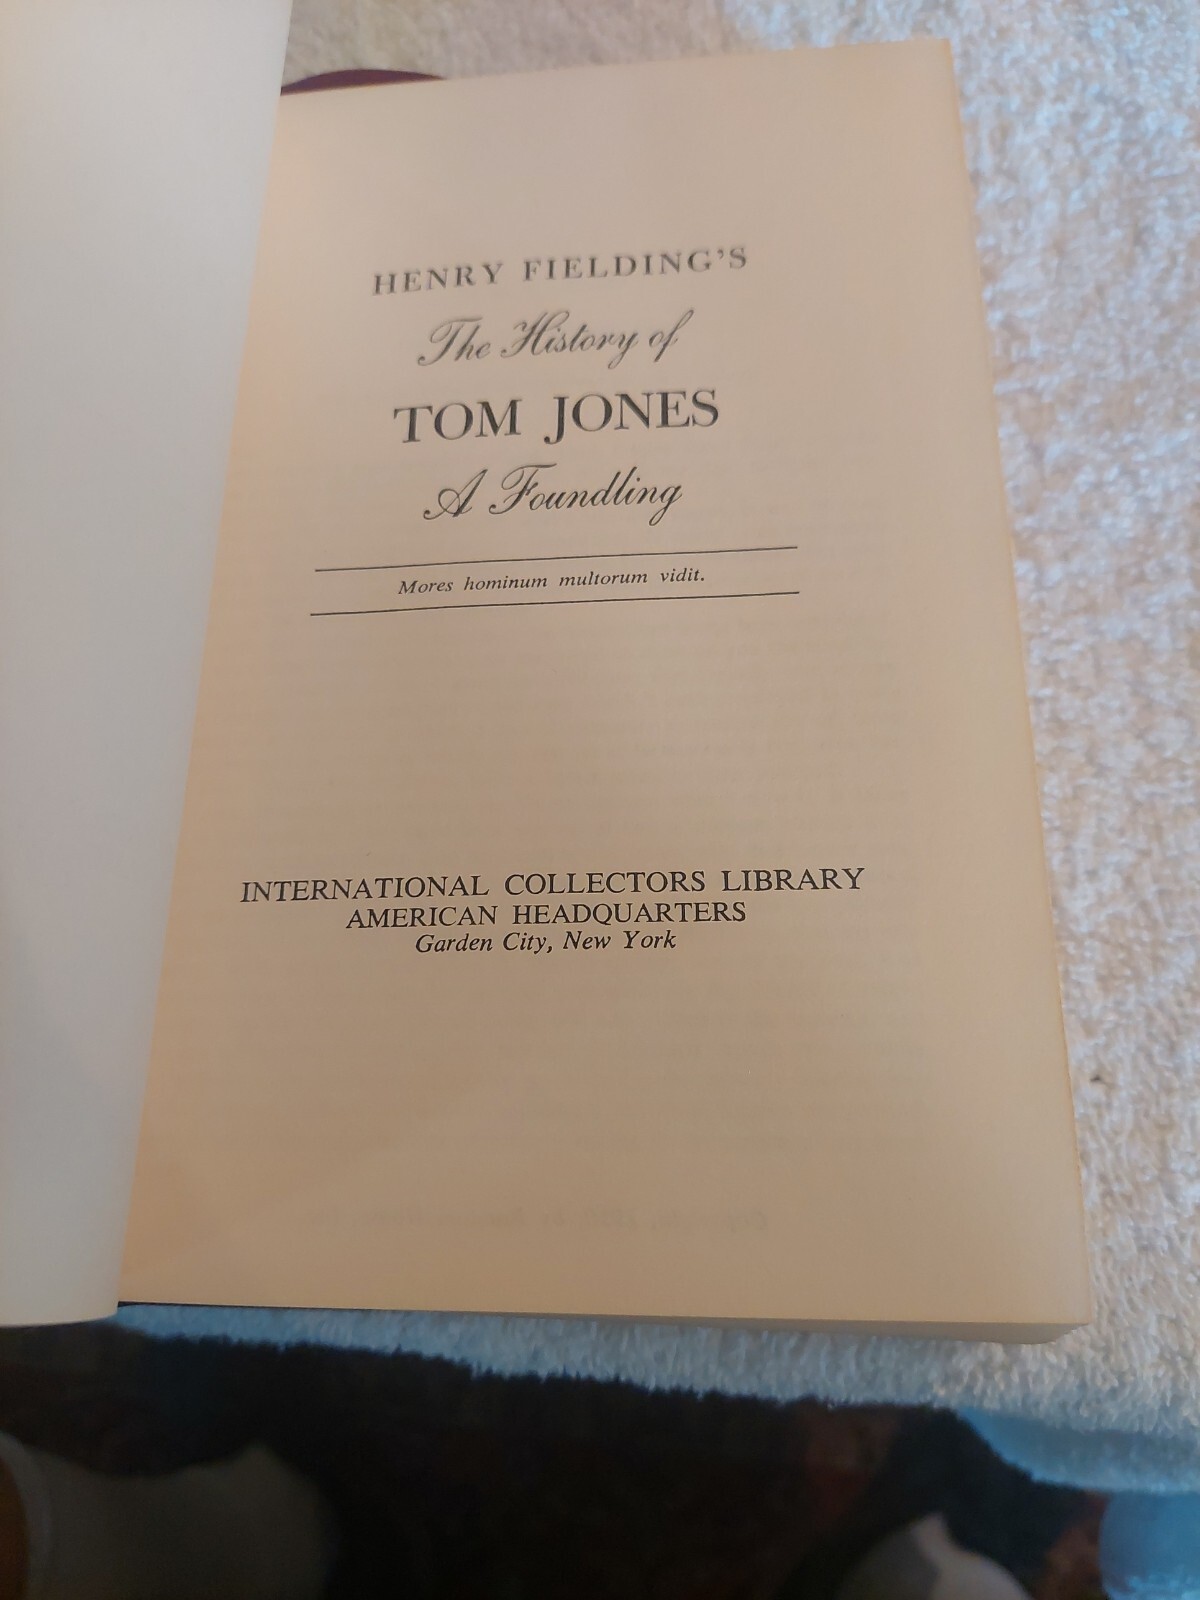 HENRY FIELDING'S
The History of
TOM JONES
A Foundling
Mores hominum multorum vidit.
INTERNATIONAL COLLECTORS LIBRARY
AMERICAN HEADQUARTERS
Garden City, New York